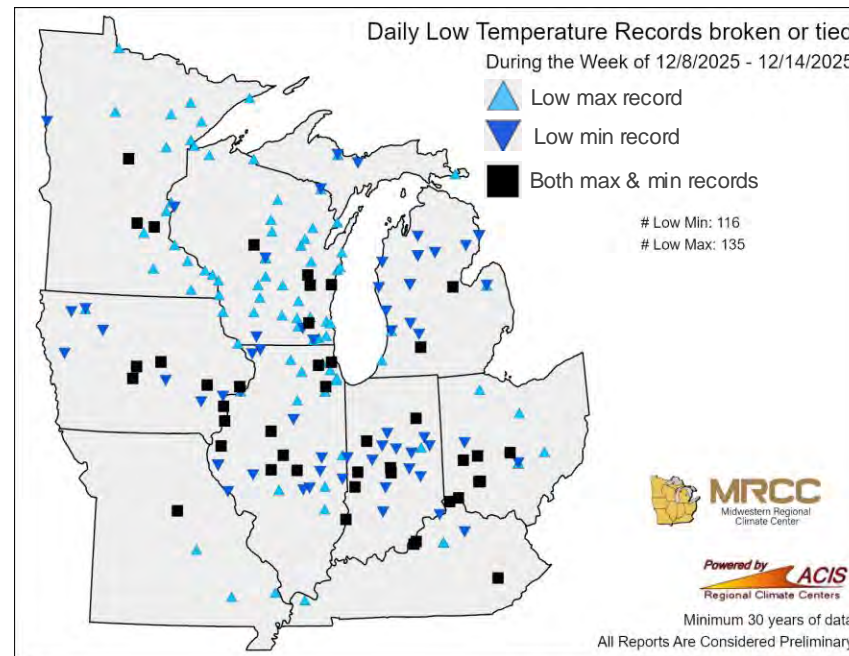 Daily Low Temperature Records broken or tied
During the Week of 12/8/2025 - 12/14/2025
Low max record
Low min record
Both max & min records
# Low Min: 116
# Low Max: 135
MRCC
Midwestern Regional
Climate Center
Powered by
ACIS
Regional Climate Centers
Minimum 30 years of data
All Reports Are Considered Preliminary